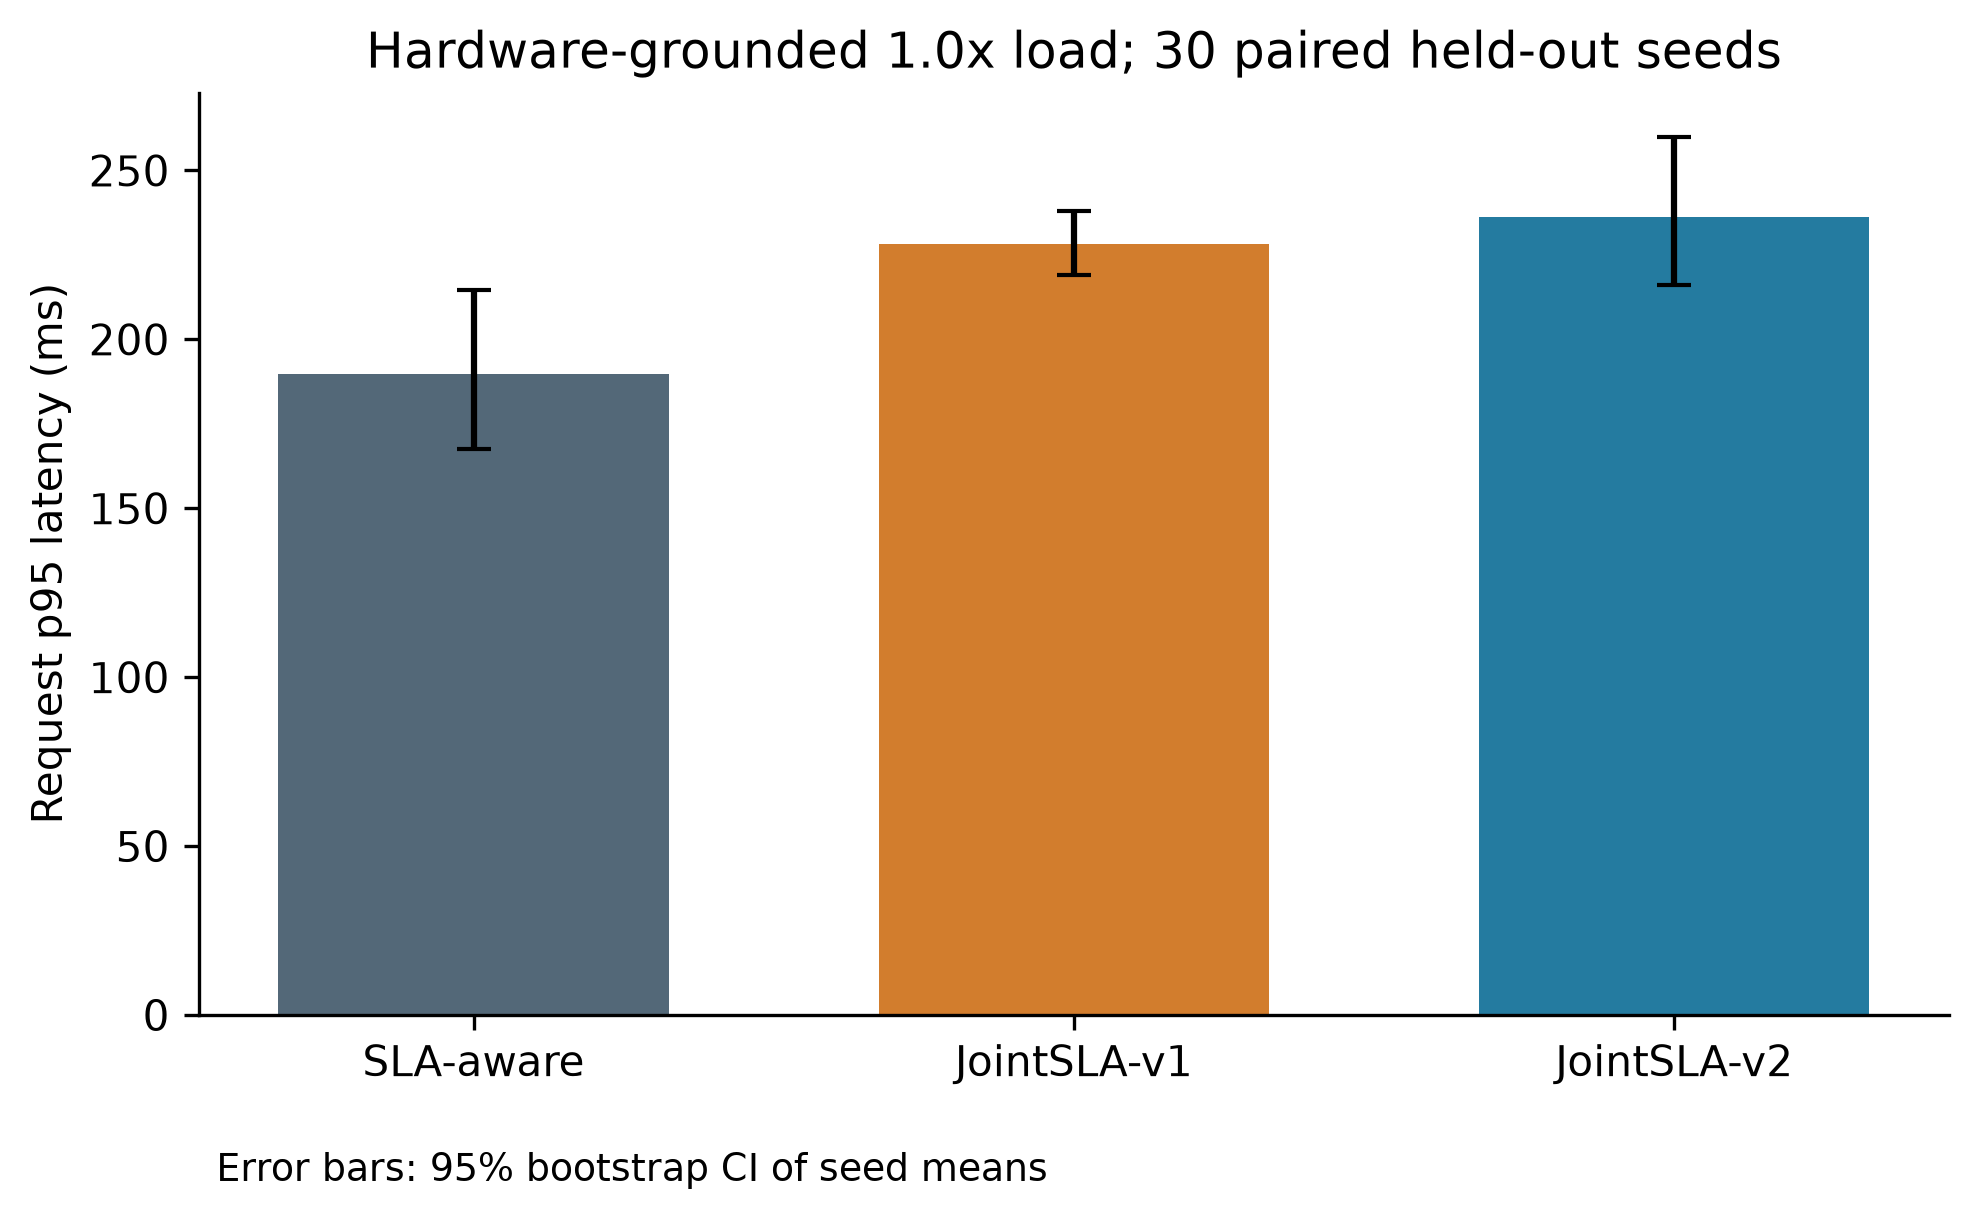 Hardware-grounded 1.0x load; 30 paired held-out seeds
Request p95 latency (ms)
250
200
150
100
50
0
SLA-aware
JointSLA-v1
JointSLA-v2
Error bars: 95% bootstrap CI of seed means